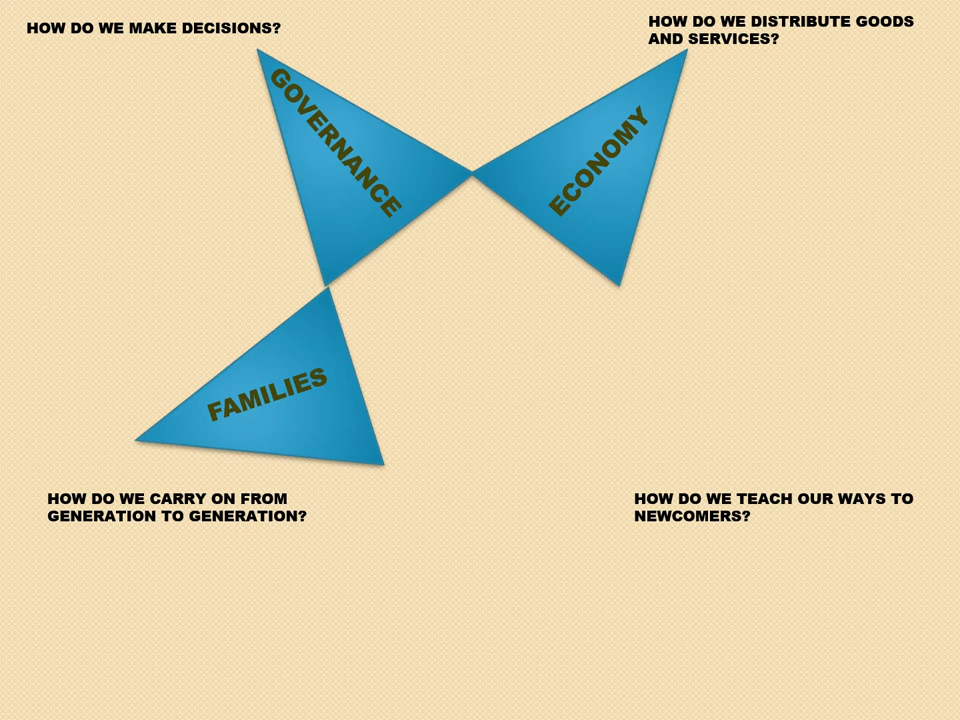 HOW DO WE MAKE DECISIONS?
HOW DO WE DISTRIBUTE GOODS
AND SERVICES?
GOVERNANCE
ECONOMY
FAMILIES
HOW DO WE CARRY ON FROM
GENERATION TO GENERATION?
HOW DO WE TEACH OUR WAYS TO
NEWCOMERS?